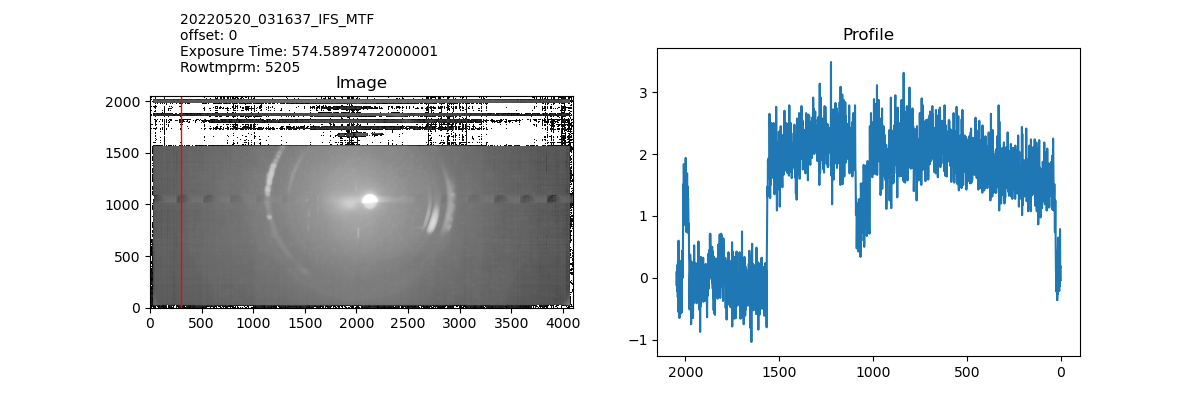 20220520_031637_IFS_MTF
offset: 0
Exposure Time: 574.5897472000001
Rowtmprm: 5205
Image
2000
1500
1000
500
0
0 500 1000 1500 2000 2500 3000 3500 4000
Profile
3
2
1
0
−1
2000 1500 1000 500 0